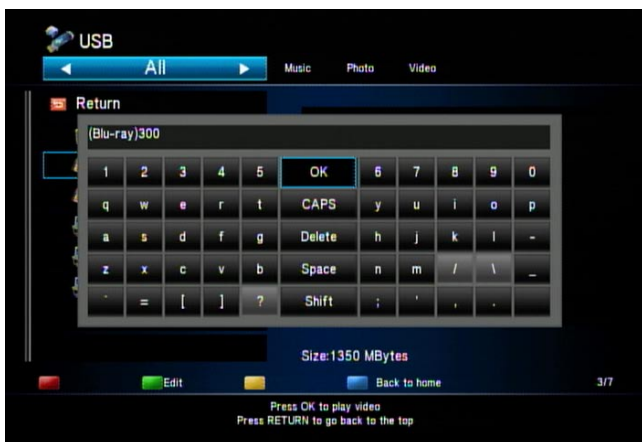 USB
All Music Photo Video
Return
(Blu-ray)300
1 2 3 4 5 OK 6 7 8 9 0
q w e r t CAPS y u i o p
a s d f g Delete h j k l -
z x c v b Space n m / \ _
` = [ ] ? Shift ; ' , .
Size:1350 MBytes
Edit Back to home 3/7
Press OK to play video
Press RETURN to go back to the top